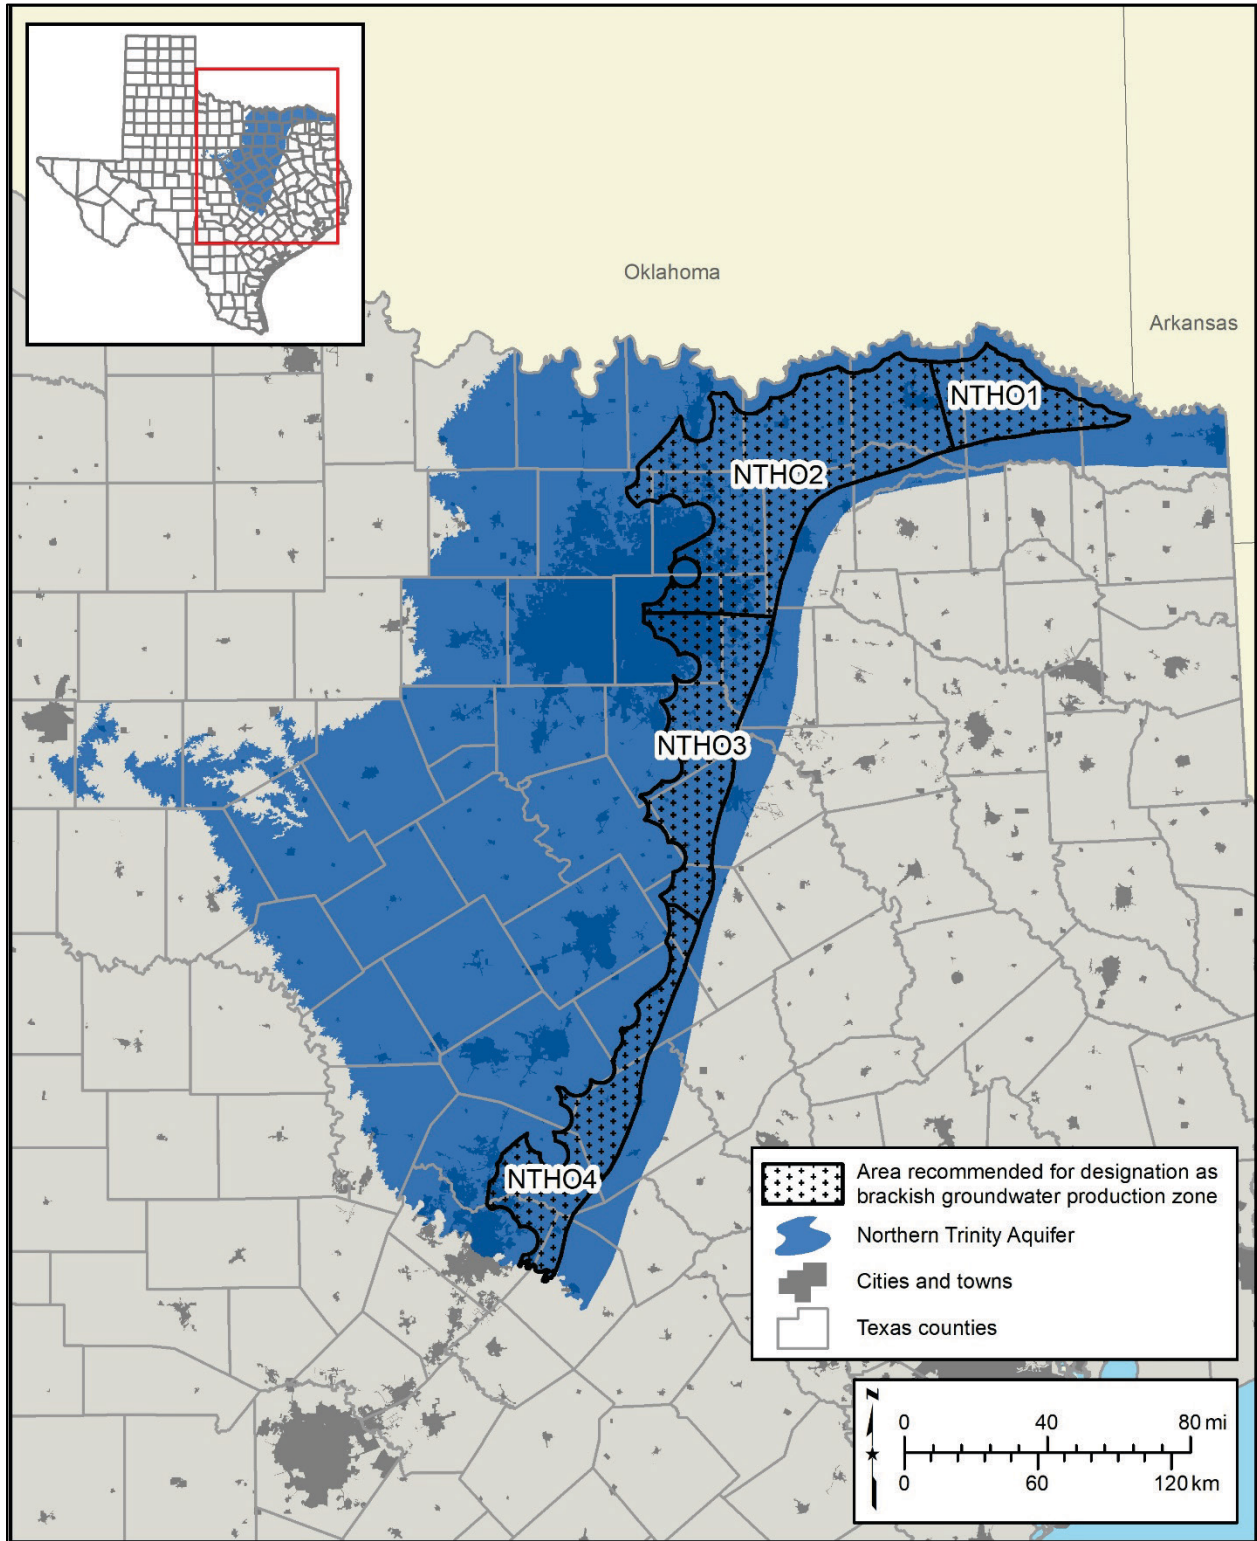 Oklahoma
Arkansas
NTHO1
NTHO2
NTHO3
NTHO4
Area recommended for designation as
brackish groundwater production zone
Northern Trinity Aquifer
Cities and towns
Texas counties
N
0 40 80 mi
0 60 120 km